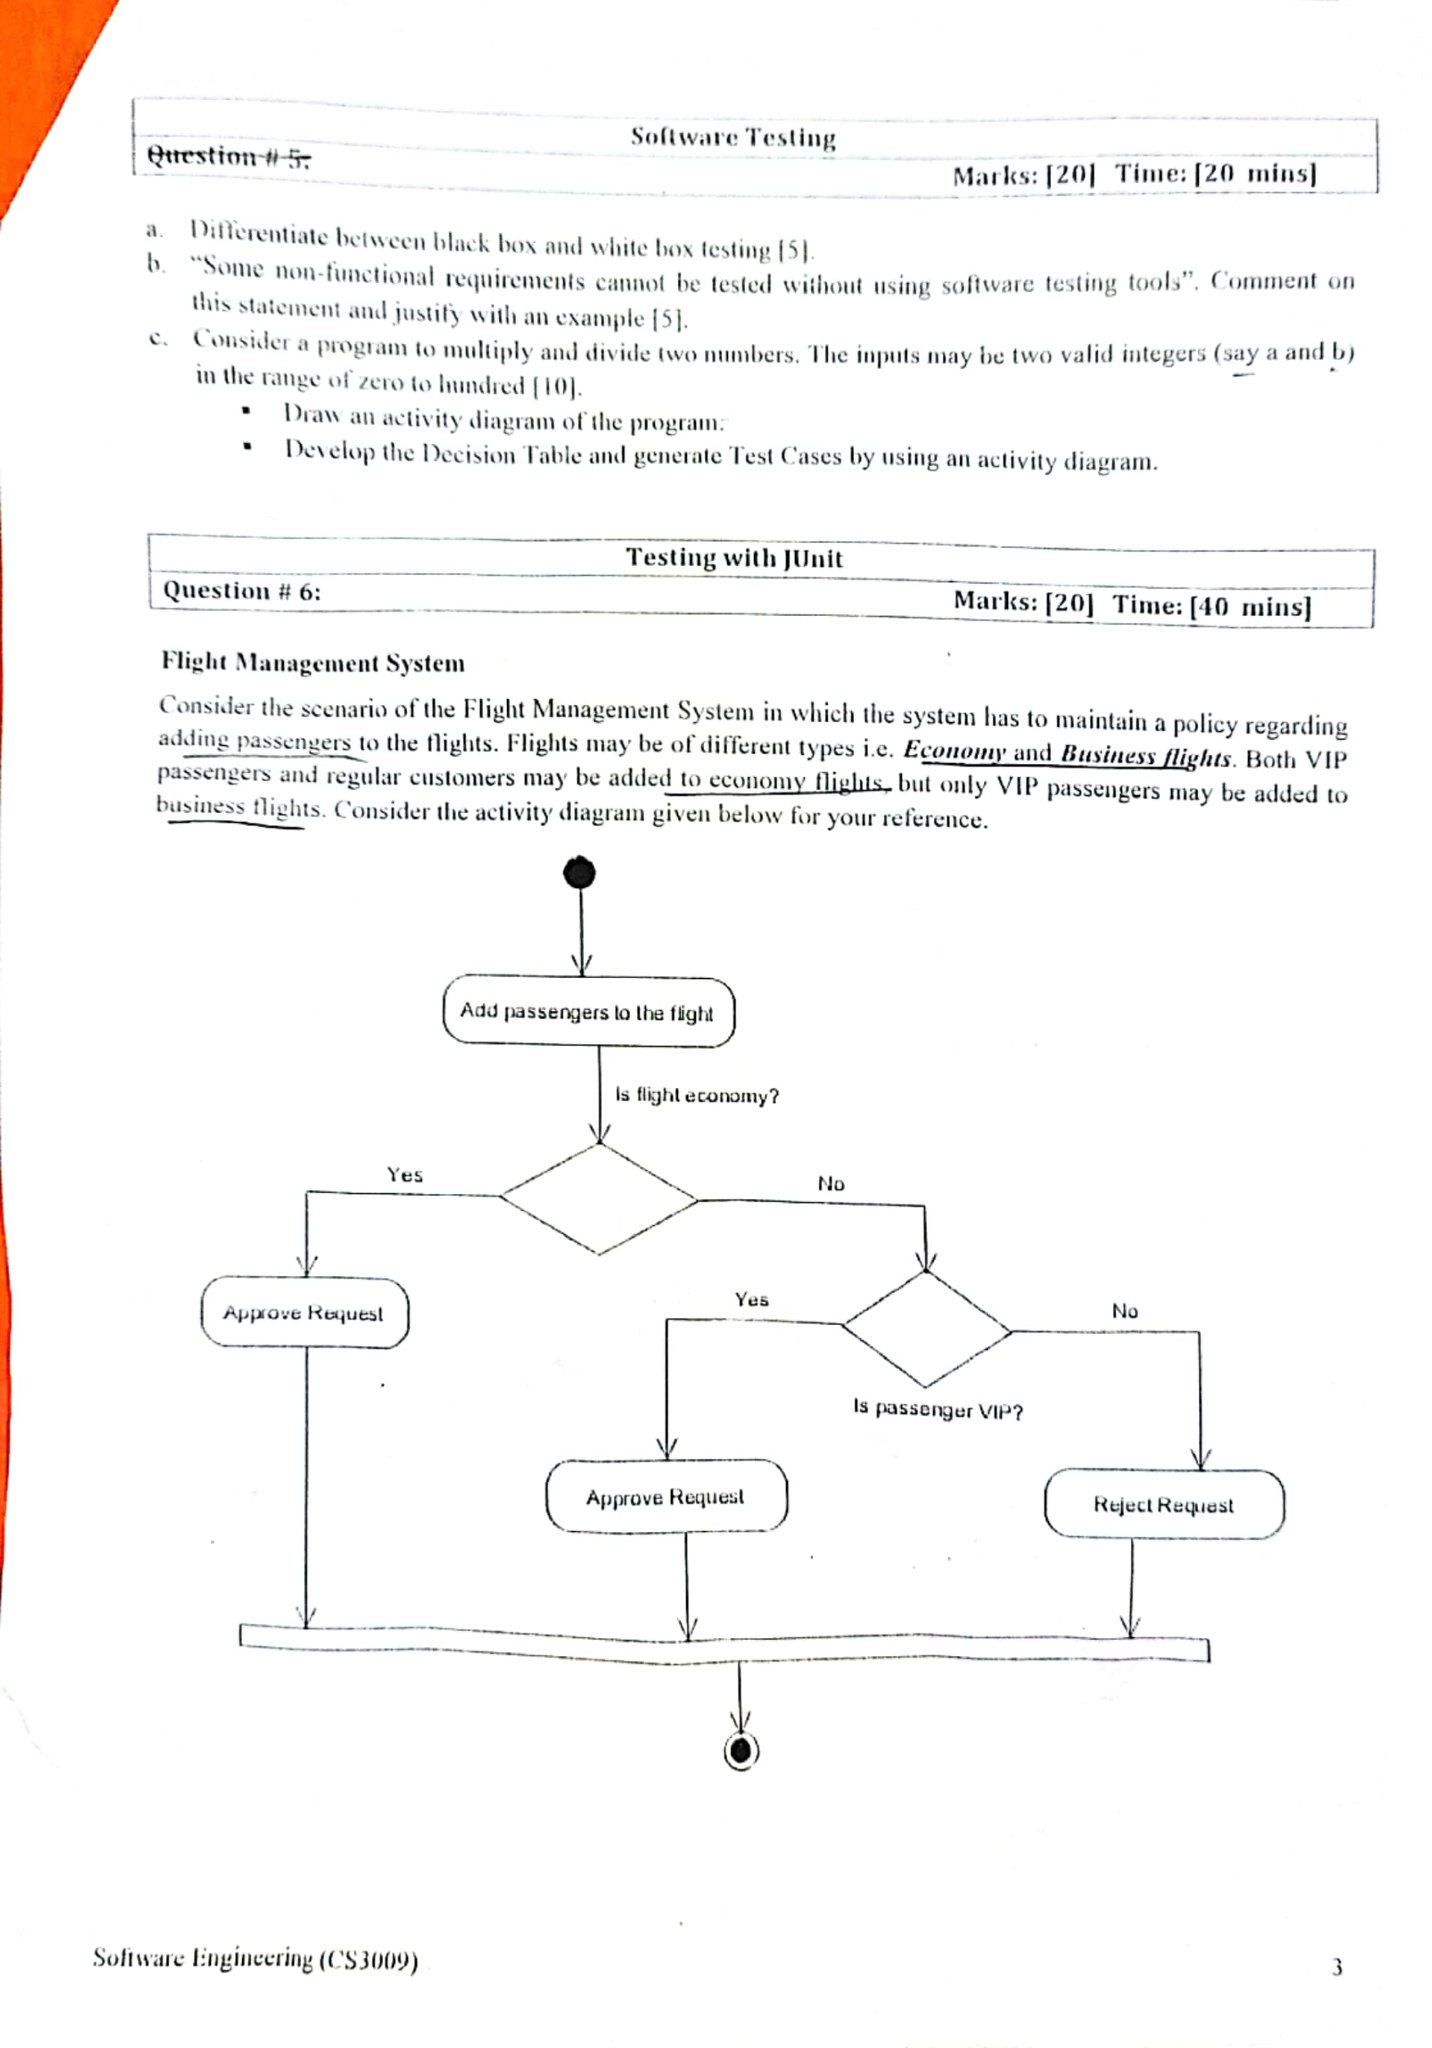 Software Testing
Question # 5:
Marks: [20] Time: [20 mins]
a. Differentiate between black box and white box testing [5].
b. "Some non-functional requirements cannot be tested without using software testing tools". Comment on
this statement and justify with an example [5].
c. Consider a program to multiply and divide two numbers. The inputs may be two valid integers (say a and b)
in the range of zero to hundred [10].
▪ Draw an activity diagram of the program.
▪ Develop the Decision Table and generate Test Cases by using an activity diagram.
Testing with JUnit
Question # 6:
Marks: [20] Time: [40 mins]
Flight Management System
Consider the scenario of the Flight Management System in which the system has to maintain a policy regarding
adding passengers to the flights. Flights may be of different types i.e. Economy and Business flights. Both VIP
passengers and regular customers may be added to economy flights, but only VIP passengers may be added to
business flights. Consider the activity diagram given below for your reference.
Add passengers to the flight
Is flight economy?
Yes
No
Approve Request
Yes
No
Is passenger VIP?
Approve Request
Reject Request
Software Engineering (CS3009)
3